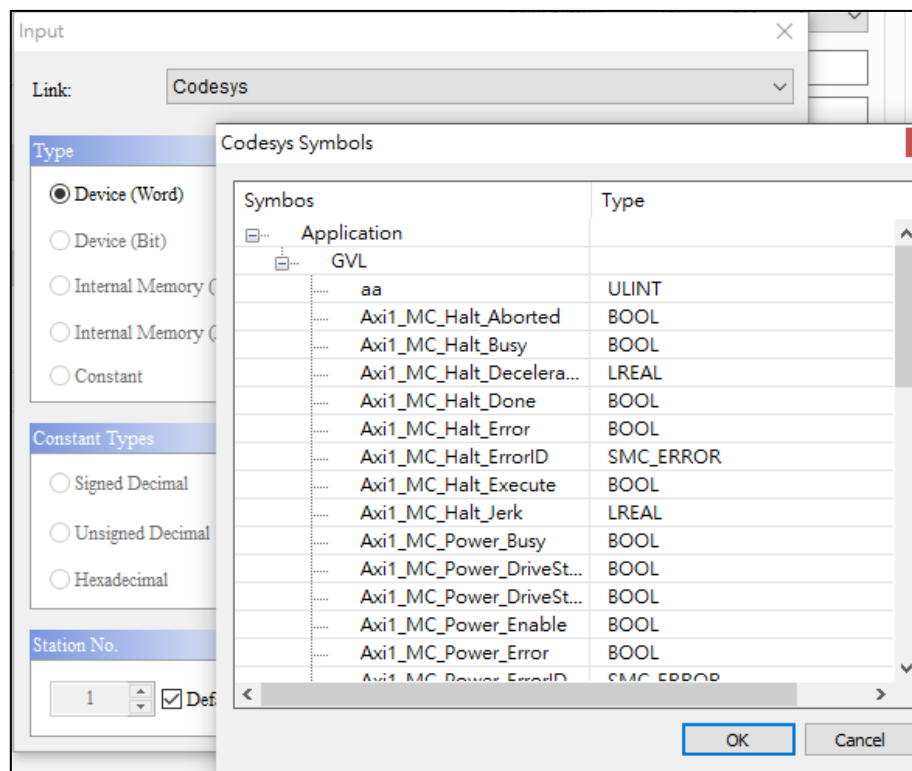 Input
Link: Codesys
Type
Device (Word)
Device (Bit)
Internal Memory (
Internal Memory (
Constant
Constant Types
Signed Decimal
Unsigned Decimal
Hexadecimal
Station No.
1 Def
Codesys Symbols
Symbos Type
Application
GVL
aa ULINT
Axi1_MC_Halt_Aborted BOOL
Axi1_MC_Halt_Busy BOOL
Axi1_MC_Halt_Decelera... LREAL
Axi1_MC_Halt_Done BOOL
Axi1_MC_Halt_Error BOOL
Axi1_MC_Halt_ErrorID SMC_ERROR
Axi1_MC_Halt_Execute BOOL
Axi1_MC_Halt_Jerk LREAL
Axi1_MC_Power_Busy BOOL
Axi1_MC_Power_DriveSt... BOOL
Axi1_MC_Power_DriveSt... BOOL
Axi1_MC_Power_Enable BOOL
Axi1_MC_Power_Error BOOL
Axi1_MC_Power_ErrorID SMC_ERROR
OK Cancel